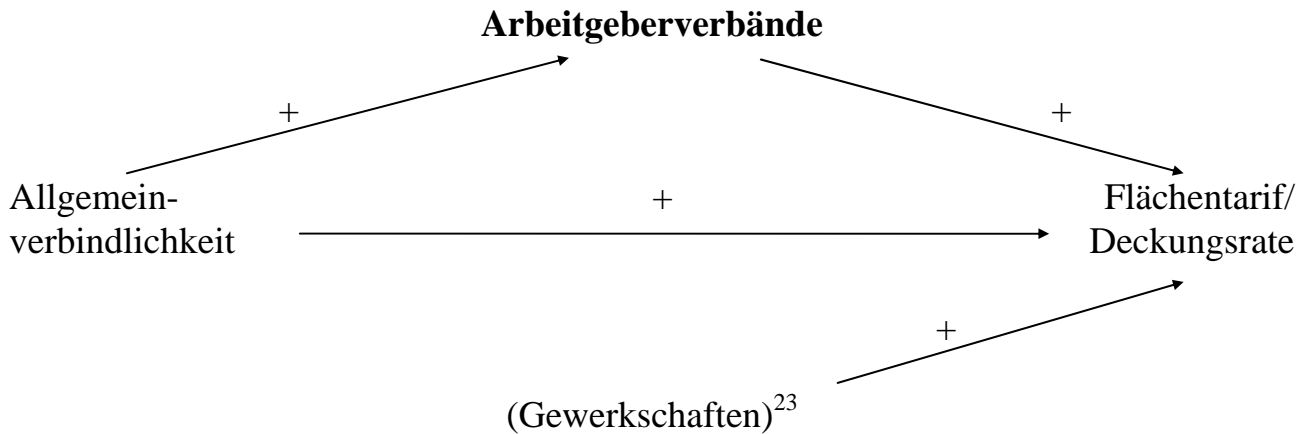 Arbeitgeberverbände
+
+
Allgemein-
verbindlichkeit
+
Flächentarif/
Deckungsrate
+
(Gewerkschaften)23